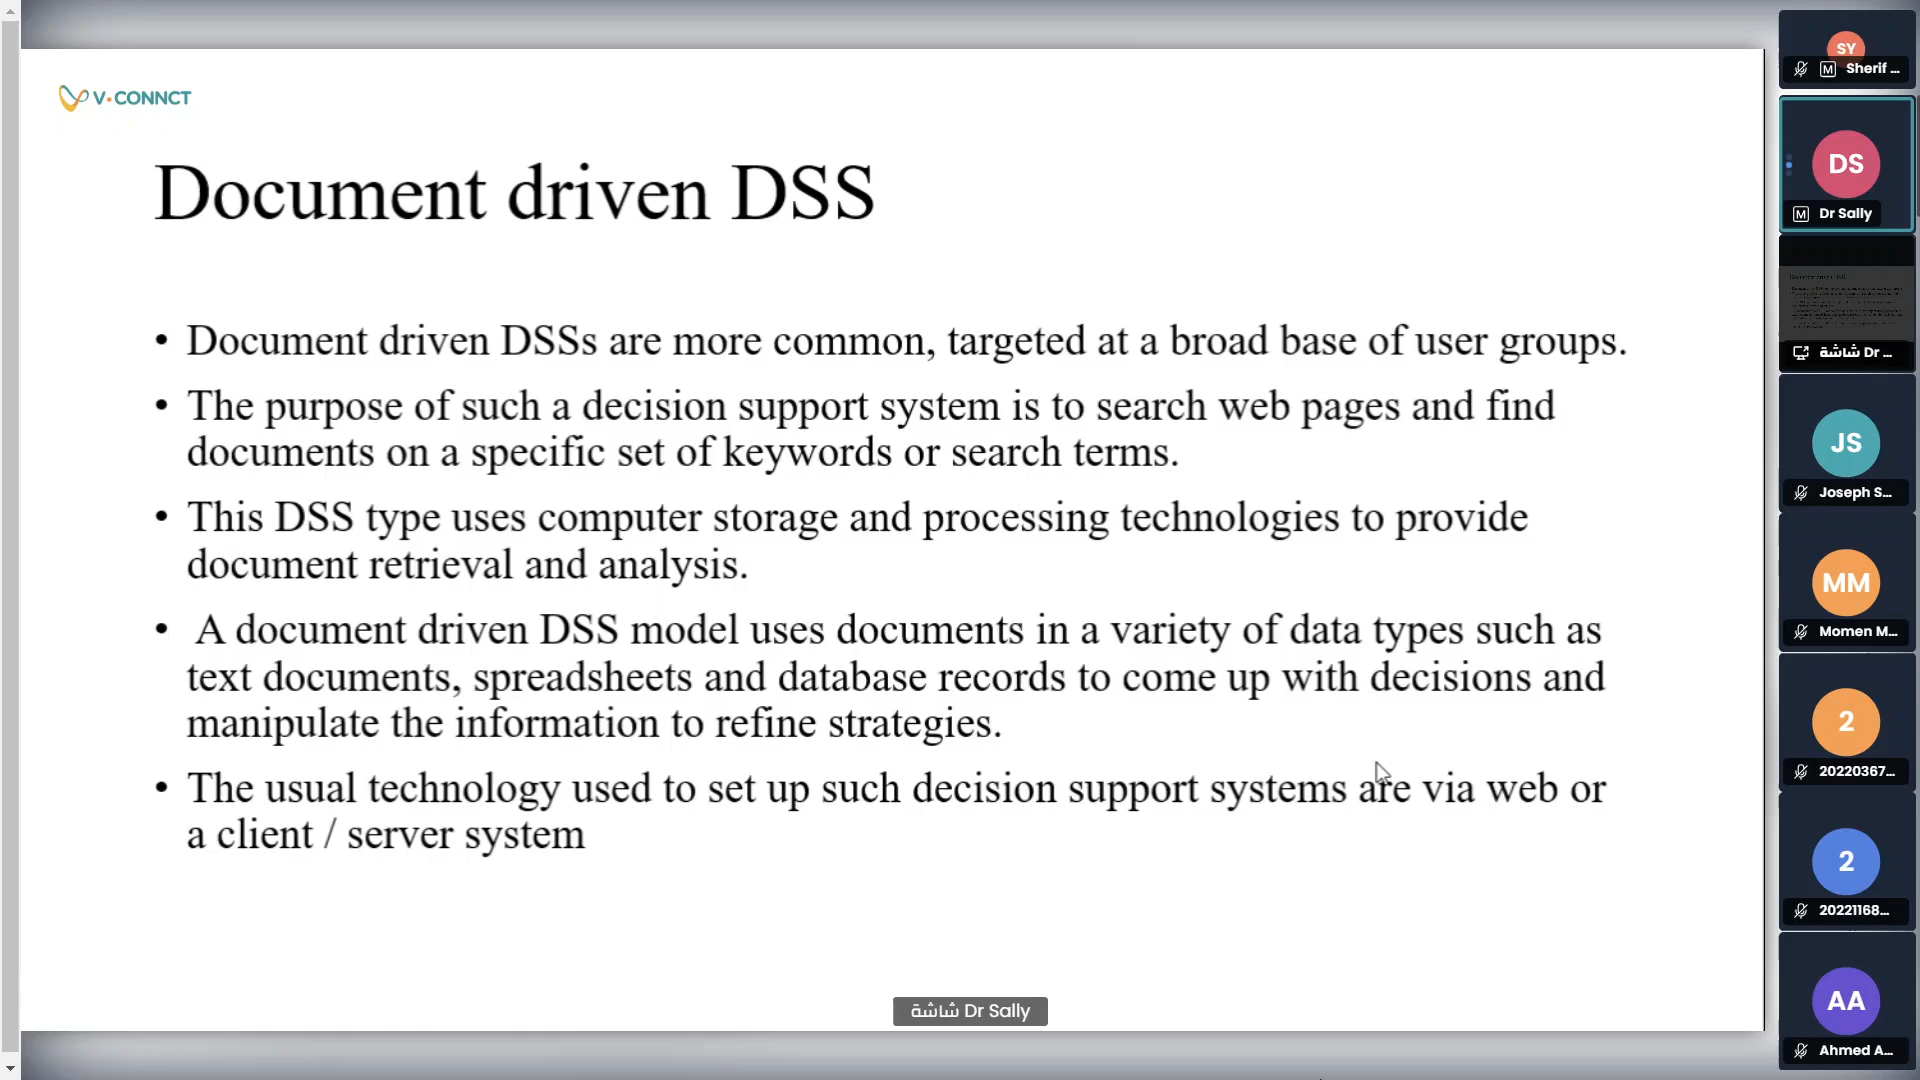 V·CONNCT
Document driven DSS
• Document driven DSSs are more common, targeted at a broad base of user groups.
• The purpose of such a decision support system is to search web pages and find
documents on a specific set of keywords or search terms.
• This DSS type uses computer storage and processing technologies to provide
document retrieval and analysis.
• A document driven DSS model uses documents in a variety of data types such as
text documents, spreadsheets and database records to come up with decisions and
manipulate the information to refine strategies.
• The usual technology used to set up such decision support systems are via web or
a client / server system
شاشة Dr Sally
SY
M Sherif ...
DS
M Dr Sally
شاشة Dr ...
JS
Joseph S...
MM
Momen M...
2
20220367...
2
20221168...
AA
Ahmed A...